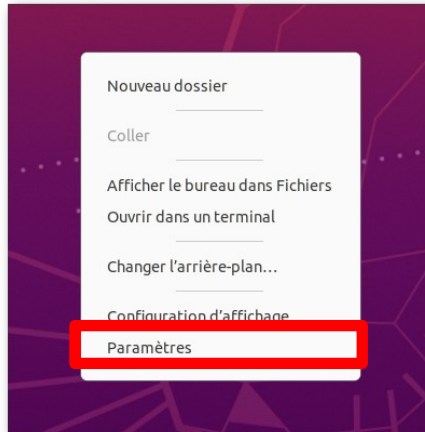 Nouveau dossier
Coller
Afficher le bureau dans Fichiers
Ouvrir dans un terminal
Changer l'arrière-plan…
Configuration d'affichage
Paramètres